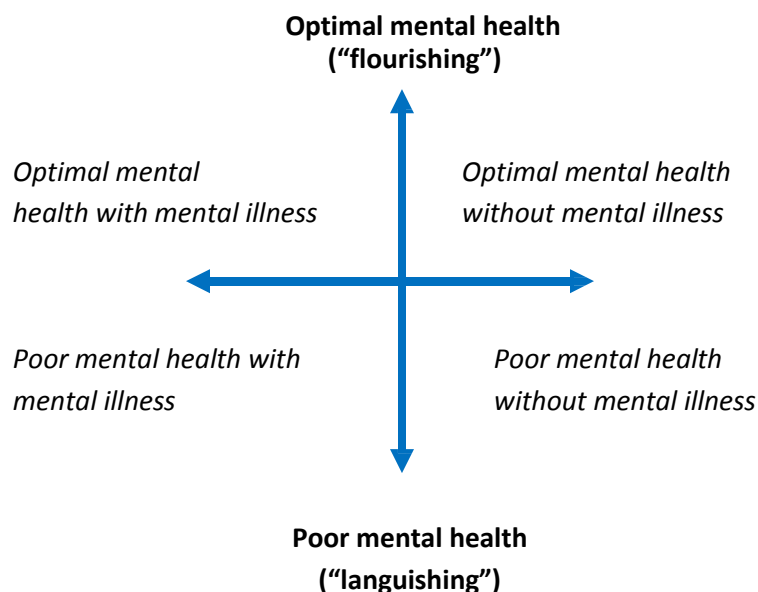 Optimal mental health
(“flourishing”)
Optimal mental
health with mental illness
Optimal mental health
without mental illness
Poor mental health with
mental illness
Poor mental health
without mental illness
Poor mental health
(“languishing”)